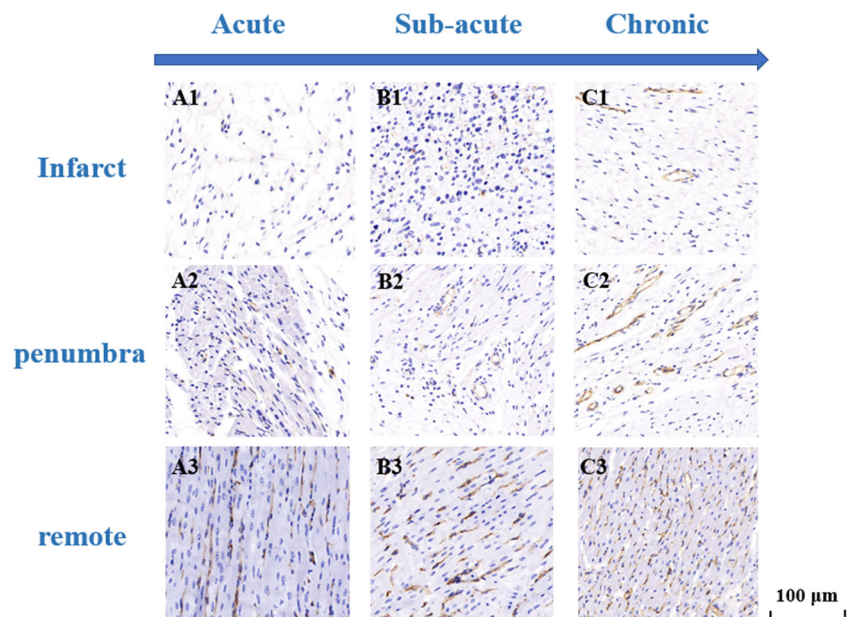 Acute Sub-acute Chronic
Infarct A1 B1 C1
penumbra A2 B2 C2
remote A3 B3 C3
100 μm